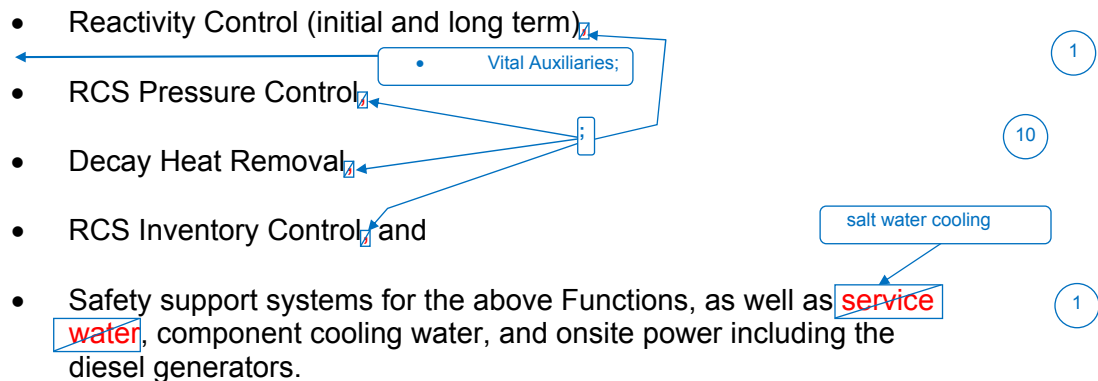 • Reactivity Control (initial and long term),
1
• Vital Auxiliaries;
• RCS Pressure Control,
;
10
• Decay Heat Removal,
salt water cooling
• RCS Inventory Control, and
• Safety support systems for the above Functions, as well as service
1
water, component cooling water, and onsite power including the
diesel generators.